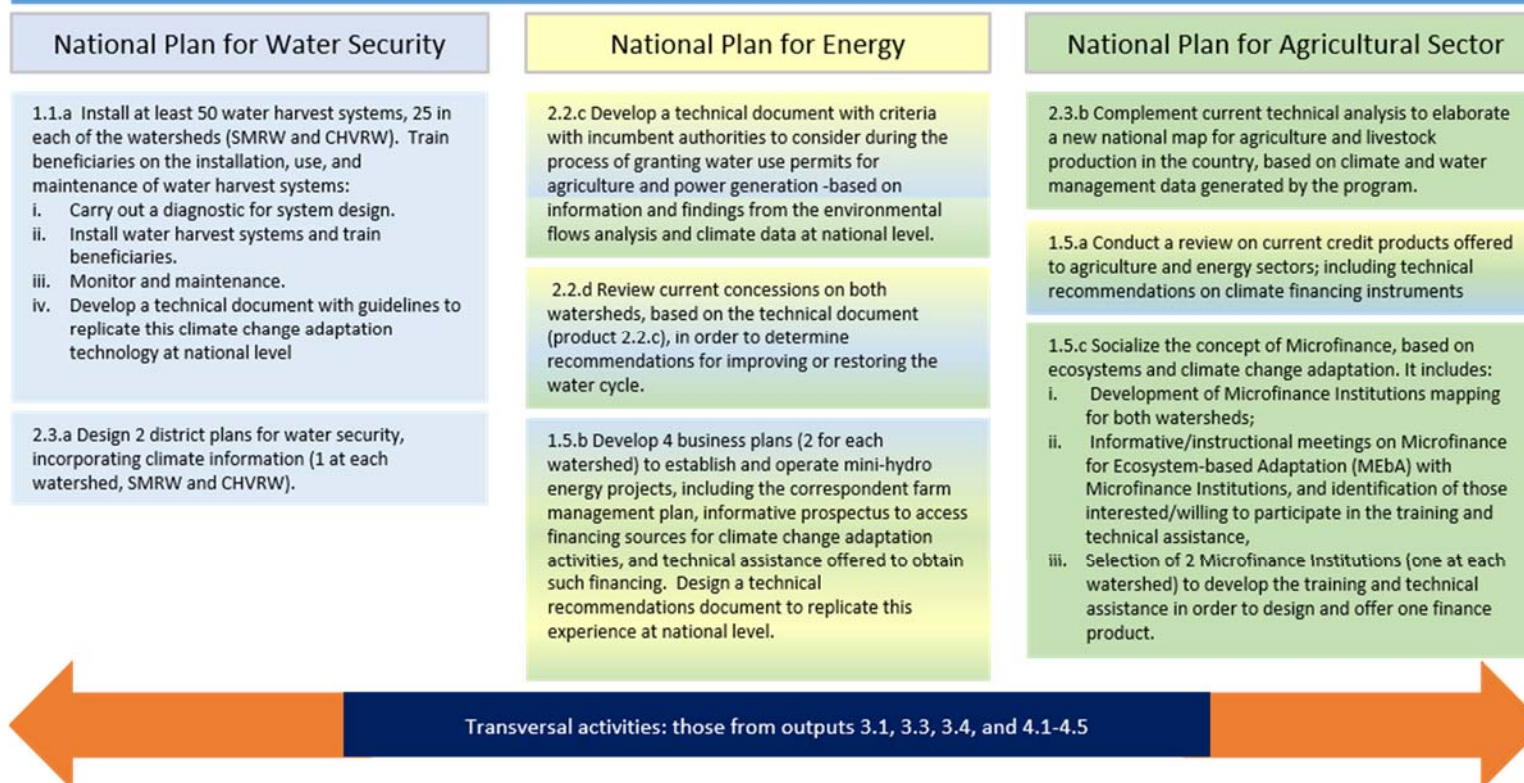 National Plan for Water Security
1.1.a Install at least 50 water harvest systems, 25 in
each of the watersheds (SMRW and CHVRW). Train
beneficiaries on the installation, use, and
maintenance of water harvest systems:
i. Carry out a diagnostic for system design.
ii. Install water harvest systems and train
beneficiaries.
iii. Monitor and maintenance.
iv. Develop a technical document with guidelines to
replicate this climate change adaptation
technology at national level
2.3.a Design 2 district plans for water security,
incorporating climate information (1 at each
watershed, SMRW and CHVRW).
National Plan for Energy
2.2.c Develop a technical document with criteria
with incumbent authorities to consider during the
process of granting water use permits for
agriculture and power generation -based on
information and findings from the environmental
flows analysis and climate data at national level.
2.2.d Review current concessions on both
watersheds, based on the technical document
(product 2.2.c), in order to determine
recommendations for improving or restoring the
water cycle.
1.5.b Develop 4 business plans (2 for each
watershed) to establish and operate mini-hydro
energy projects, including the correspondent farm
management plan, informative prospectus to access
financing sources for climate change adaptation
activities, and technical assistance offered to obtain
such financing. Design a technical
recommendations document to replicate this
experience at national level.
National Plan for Agricultural Sector
2.3.b Complement current technical analysis to elaborate
a new national map for agriculture and livestock
production in the country, based on climate and water
management data generated by the program.
1.5.a Conduct a review on current credit products offered
to agriculture and energy sectors; including technical
recommendations on climate financing instruments
1.5.c Socialize the concept of Microfinance, based on
ecosystems and climate change adaptation. It includes:
i. Development of Microfinance Institutions mapping
for both watersheds;
ii. Informative/instructional meetings on Microfinance
for Ecosystem-based Adaptation (MEbA) with
Microfinance Institutions, and identification of those
interested/willing to participate in the training and
technical assistance,
iii. Selection of 2 Microfinance Institutions (one at each
watershed) to develop the training and technical
assistance in order to design and offer one finance
product.
Transversal activities: those from outputs 3.1, 3.3, 3.4, and 4.1-4.5